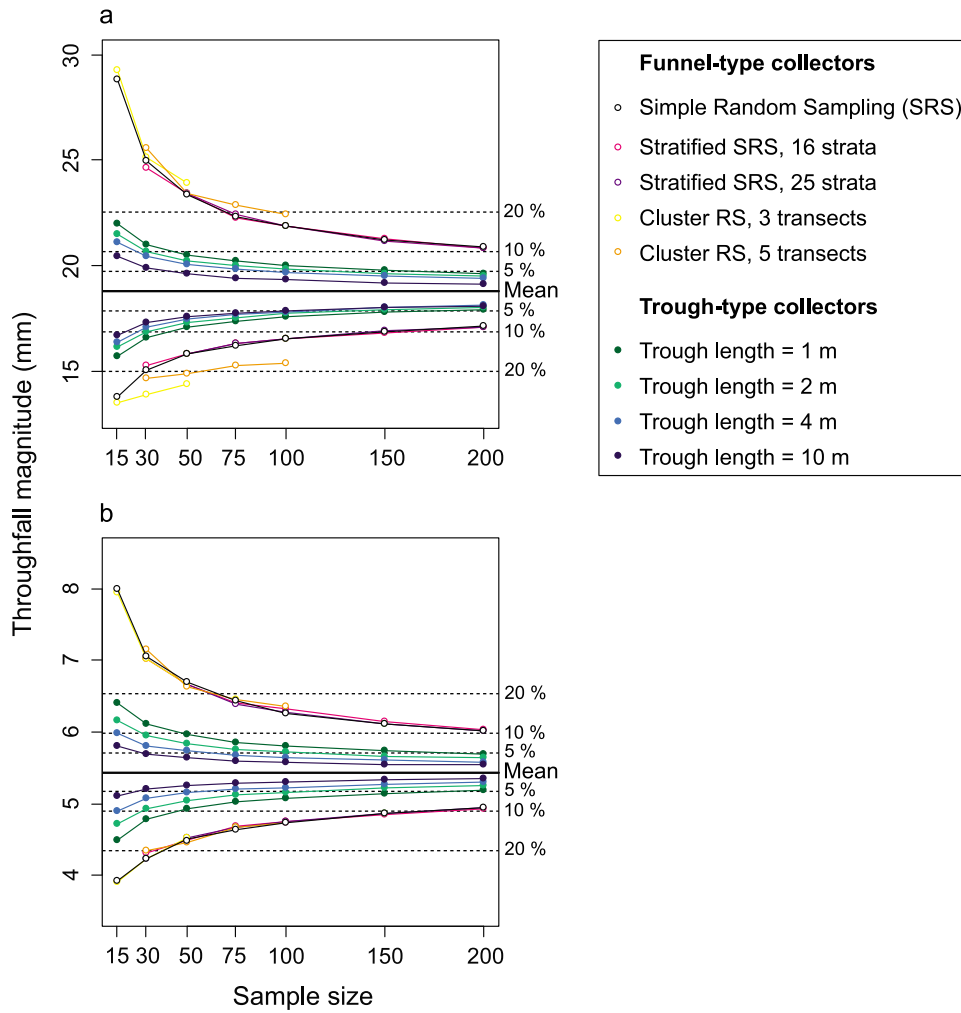 a
30
25
20
15
20 %
10 %
5 %
Mean
5 %
10 %
20 %
15 30 50 75 100 150 200
Funnel-type collectors
Simple Random Sampling (SRS)
Stratified SRS, 16 strata
Stratified SRS, 25 strata
Cluster RS, 3 transects
Cluster RS, 5 transects
Trough-type collectors
Trough length = 1 m
Trough length = 2 m
Trough length = 4 m
Trough length = 10 m
Throughfall magnitude (mm)
b
8
7
6
5
4
20 %
10 %
5 %
Mean
5 %
10 %
20 %
15 30 50 75 100 150 200
Sample size